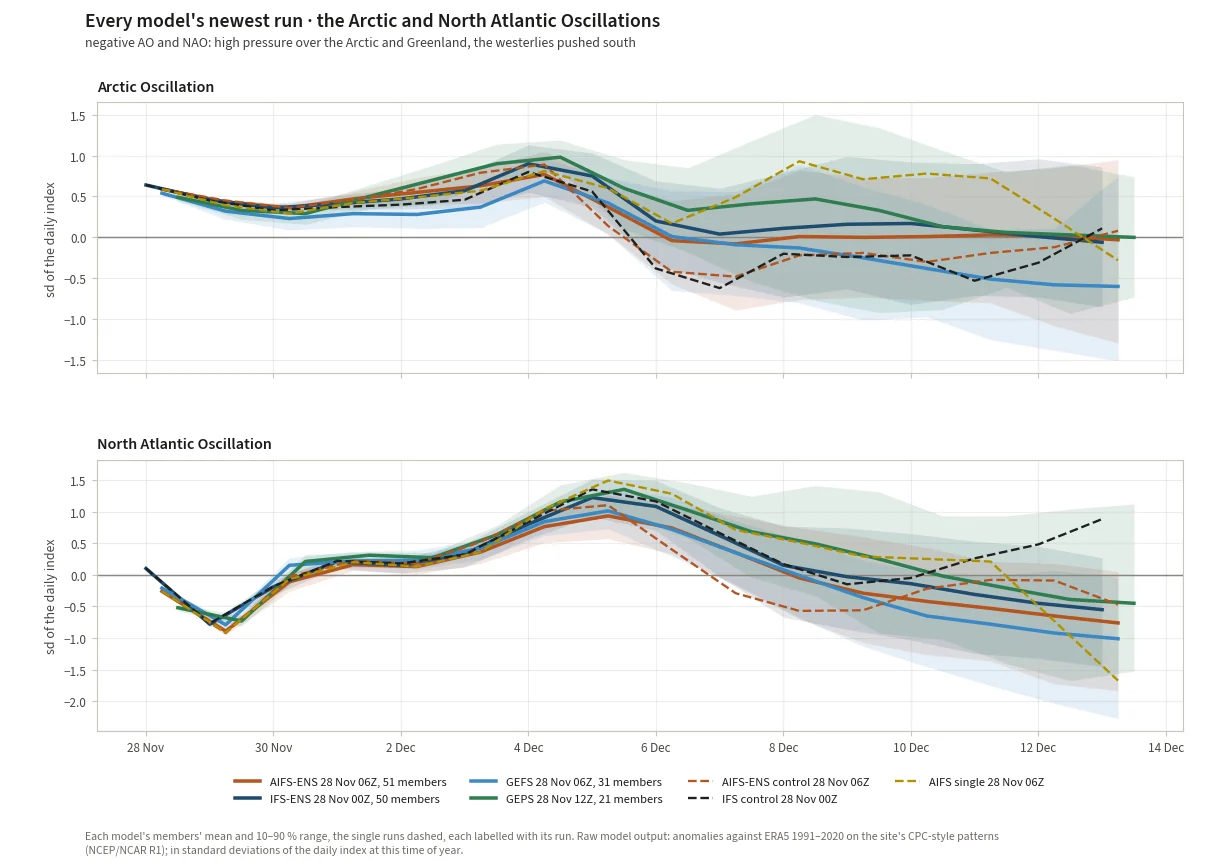 Every model's newest run · the Arctic and North Atlantic Oscillations
negative AO and NAO: high pressure over the Arctic and Greenland, the westerlies pushed south
Arctic Oscillation
sd of the daily index
1.5
1.0
0.5
0.0
−0.5
−1.0
−1.5
North Atlantic Oscillation
sd of the daily index
1.5
1.0
0.5
0.0
−0.5
−1.0
−1.5
−2.0
28 Nov 30 Nov 2 Dec 4 Dec 6 Dec 8 Dec 10 Dec 12 Dec 14 Dec
AIFS-ENS 28 Nov 06Z, 51 members GEFS 28 Nov 06Z, 31 members AIFS-ENS control 28 Nov 06Z AIFS single 28 Nov 06Z
IFS-ENS 28 Nov 00Z, 50 members GEPS 28 Nov 12Z, 21 members IFS control 28 Nov 00Z
Each model's members' mean and 10–90 % range, the single runs dashed, each labelled with its run. Raw model output: anomalies against ERA5 1991–2020 on the site's CPC-style patterns
(NCEP/NCAR R1); in standard deviations of the daily index at this time of year.